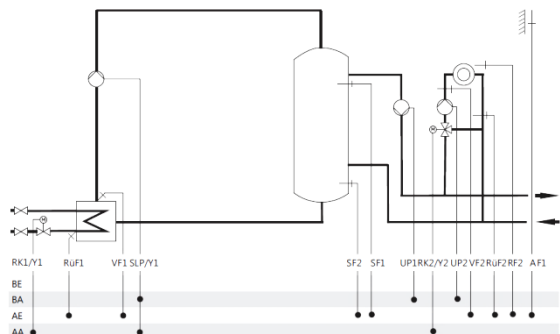 M
M
RK1/Y1 RüF1 VF1 SLP/Y1 SF2 SF1 UP1 RK2/Y2 UP2 VF2 RüF2 RF2 AF1
BE
BA
AE
AA